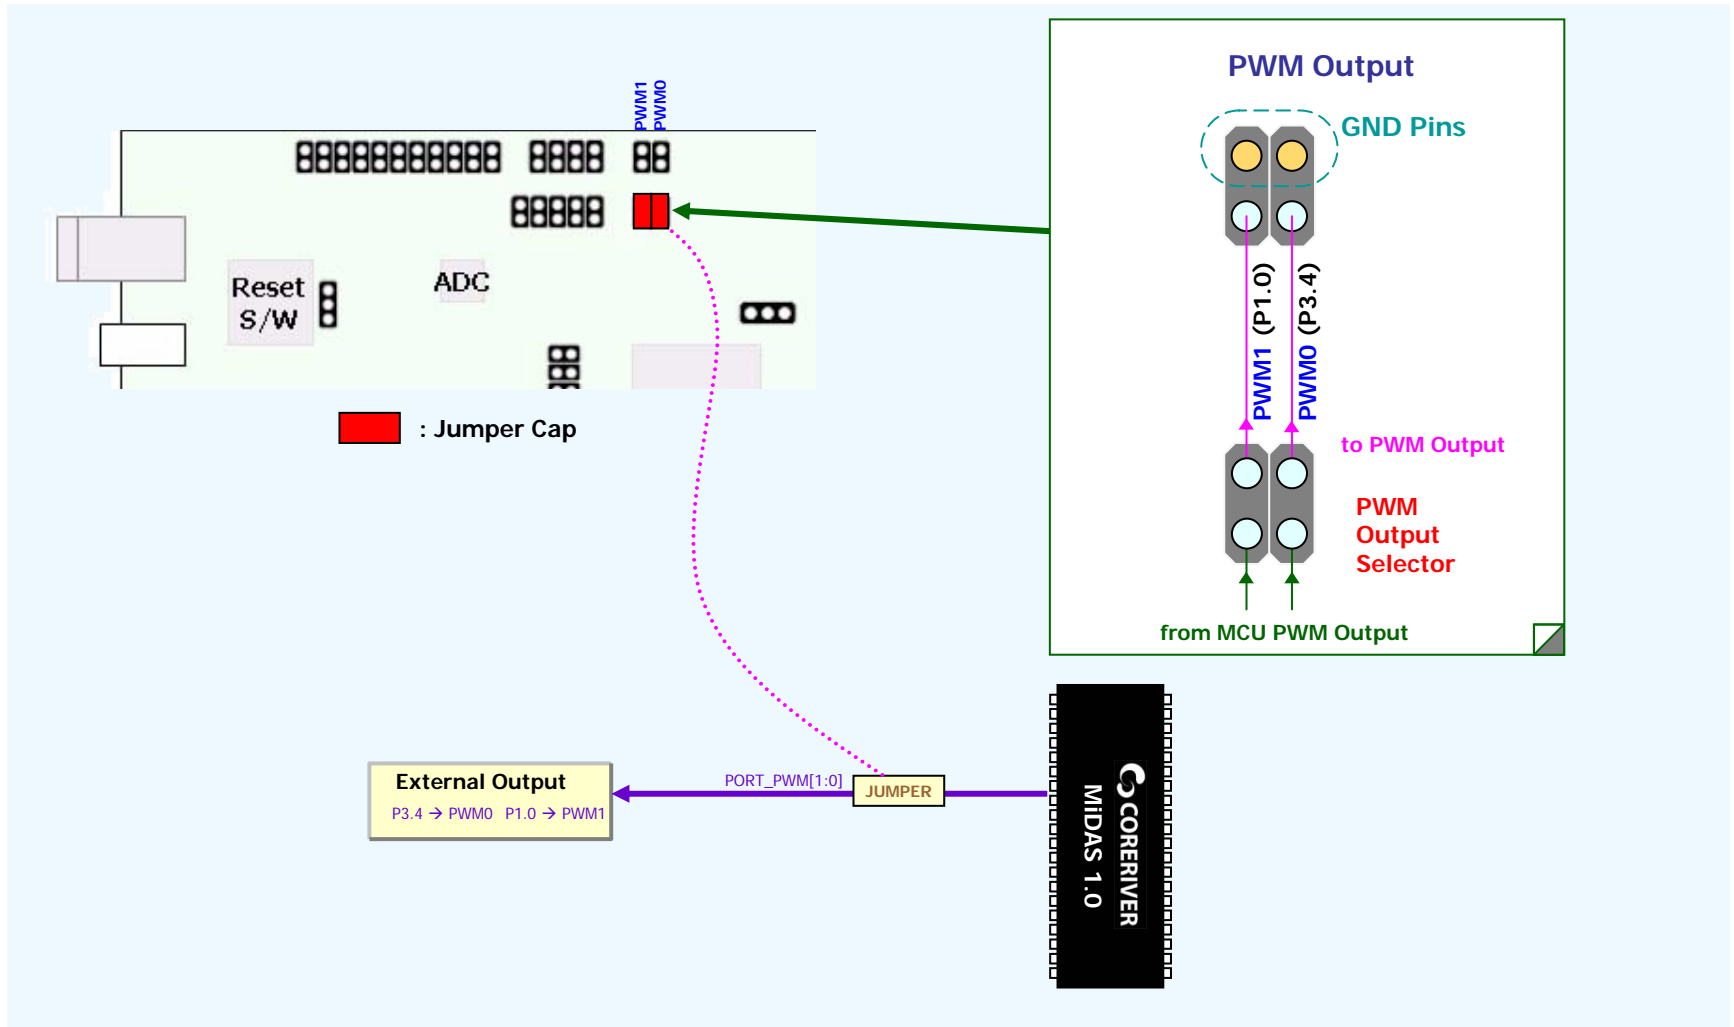 PWM1
PWM0
Reset
S/W
ADC
: Jumper Cap
PWM Output
GND Pins
PWM1 (P1.0)
PWM0 (P3.4)
to PWM Output
PWM
Output
Selector
from MCU PWM Output
External Output
P3.4 → PWM0 P1.0 → PWM1
PORT_PWM[1:0]
JUMPER
CORERIVER
MiDAS 1.0